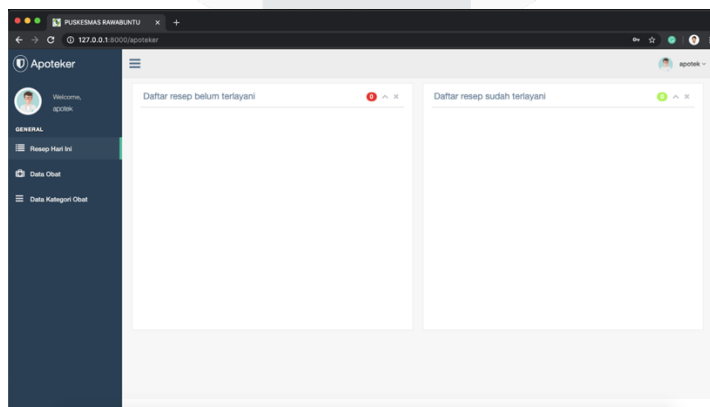 PUSKESMAS RAWABUNTU
127.0.0.1:8000/apoteker
Apoteker
apotek
Welcome,
apotek
GENERAL
Resep Hari Ini
Data Obat
Data Kategori Obat
Daftar resep belum terlayani 0
Daftar resep sudah terlayani 0